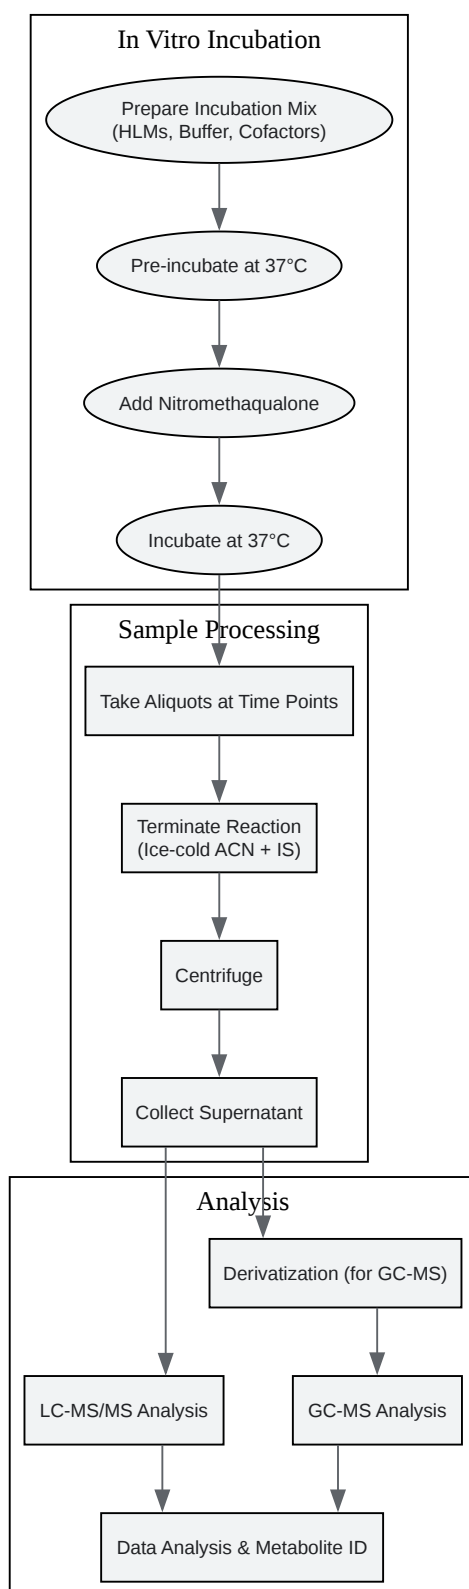 In Vitro Incubation
Prepare Incubation Mix
(HLMs, Buffer, Cofactors)
Pre-incubate at 37°C
Add Nitromethaqualone
Incubate at 37°C
Sample Processing
Take Aliquots at Time Points
Terminate Reaction
(Ice-cold ACN + IS)
Centrifuge
Collect Supernatant
Analysis
Derivatization (for GC-MS)
LC-MS/MS Analysis
GC-MS Analysis
Data Analysis & Metabolite ID